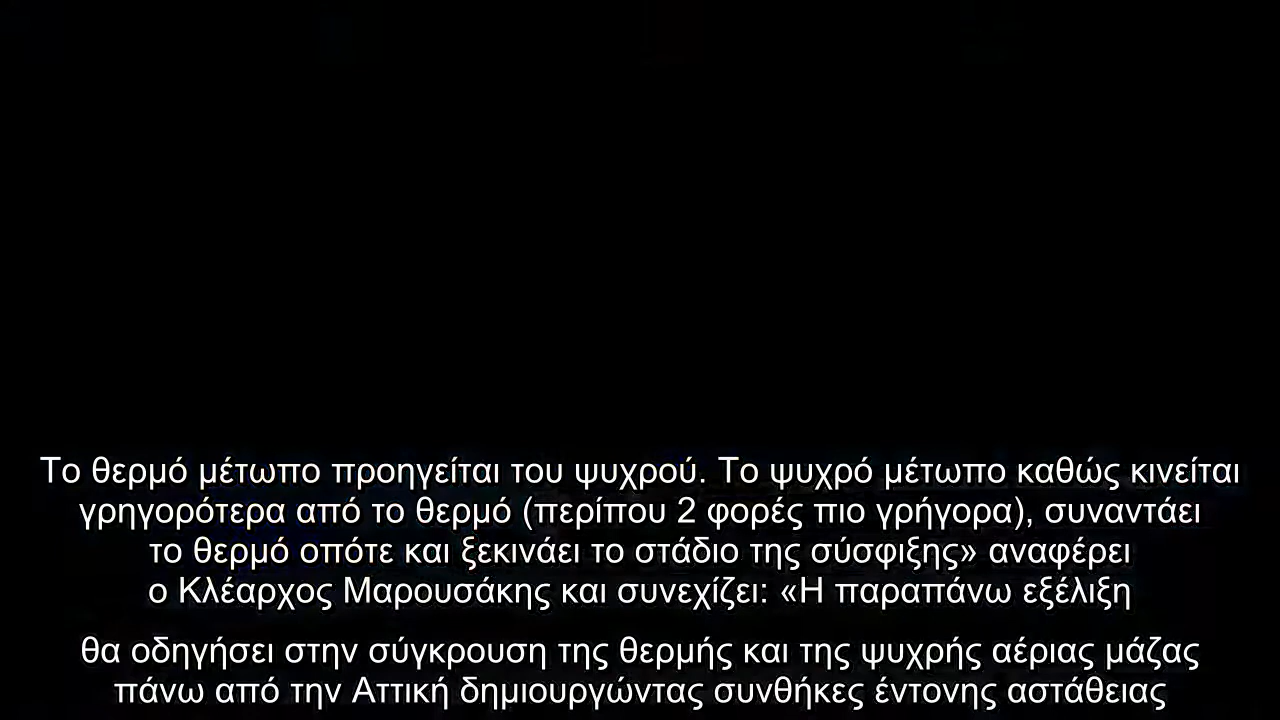 Το θερμό μέτωπο προηγείται του ψυχρού. Το ψυχρό μέτωπο καθώς κινείται
γρηγορότερα από το θερμό (περίπου 2 φορές πιο γρήγορα), συναντάει
το θερμό οπότε και ξεκινάει το στάδιο της σύσφιξης» αναφέρει
ο Κλέαρχος Μαρουσάκης και συνεχίζει: «Η παραπάνω εξέλιξη
θα οδηγήσει στην σύγκρουση της θερμής και της ψυχρής αέριας μάζας
πάνω από την Αττική δημιουργώντας συνθήκες έντονης αστάθειας